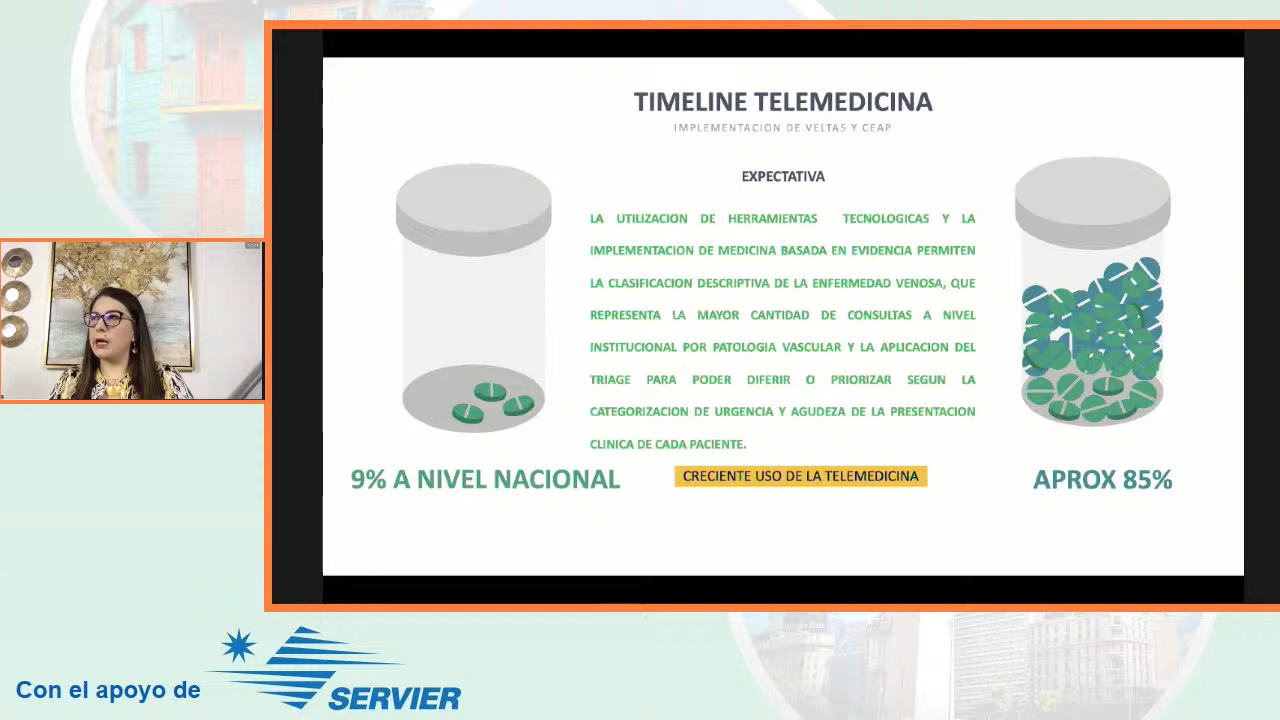 TIMELINE TELEMEDICINA
IMPLEMENTACION DE VELTAS Y CEAP
EXPECTATIVA
LA UTILIZACION DE HERRAMIENTAS TECNOLOGICAS Y LA
IMPLEMENTACION DE MEDICINA BASADA EN EVIDENCIA PERMITEN
LA CLASIFICACION DESCRIPTIVA DE LA ENFERMEDAD VENOSA, QUE
REPRESENTA LA MAYOR CANTIDAD DE CONSULTAS A NIVEL
INSTITUCIONAL POR PATOLOGIA VASCULAR Y LA APLICACION DEL
TRIAGE PARA PODER DIFERIR O PRIORIZAR SEGUN LA
CATEGORIZACION DE URGENCIA Y AGUDEZA DE LA PRESENTACION
CLINICA DE CADA PACIENTE.
9% A NIVEL NACIONAL
CRECIENTE USO DE LA TELEMEDICINA
APROX 85%
Con el apoyo de
SERVIER